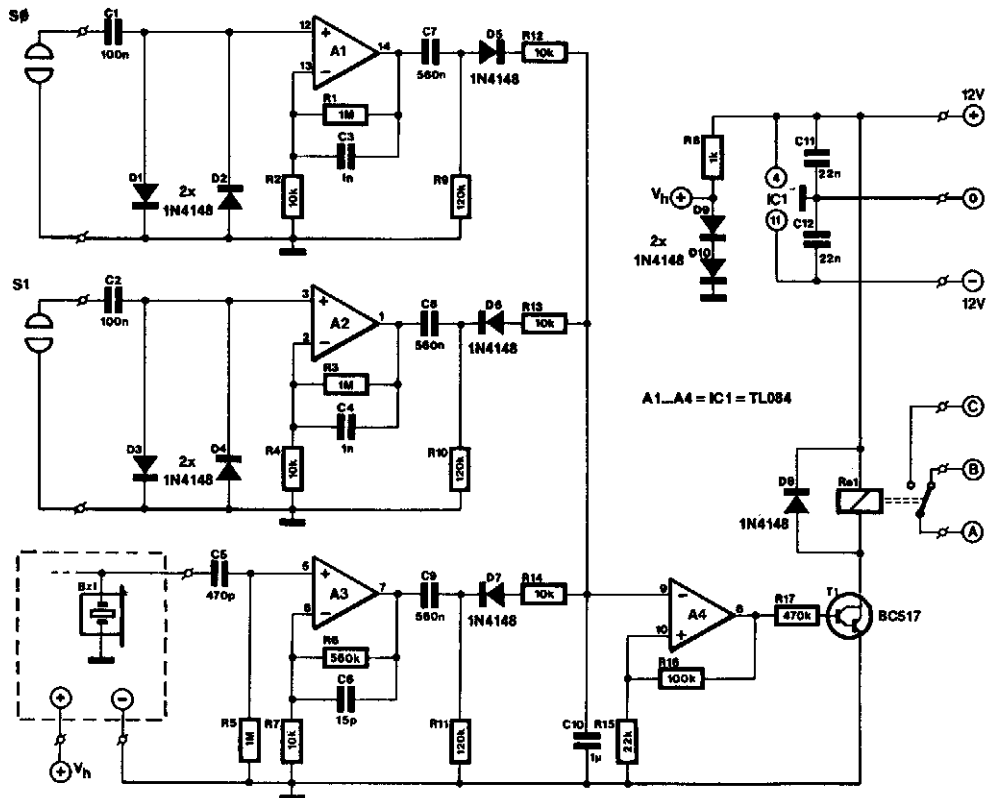 SØ
C1
100n
D1
2x
1N4148
D2
12
13
A1
14
R1
1M
C3
1n
R2
10k
C7
560n
R9
120k
D5
1N4148
R12
10k
S1
C2
100n
D3
2x
1N4148
D4
3
2
A2
1
R3
1M
C4
1n
R4
10k
C8
560n
R10
120k
D6
1N4148
R13
10k
Bz1
+
−
+ Vh
C5
470p
R5
1M
5
6
A3
7
R6
560k
C6
15p
R7
10k
C9
560n
R11
120k
D7
1N4148
R14
10k
C10
1µ
9
10
A4
8
R16
100k
R15
22k
R17
470k
T1
BC517
R8
1k
Vh +
D9
2x
1N4148
D10
4
IC1
11
C11
22n
C12
22n
12V
+
0
−
12V
A1...A4 = IC1 = TL084
D8
1N4148
Re1
C
B
A